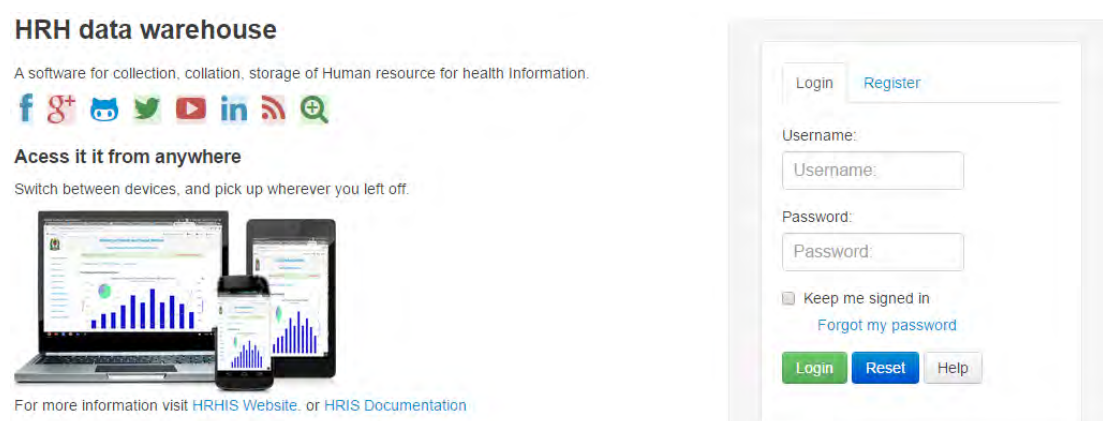 HRH data warehouse
A software for collection, collation, storage of Human resource for health Information.
Acess it it from anywhere
Switch between devices, and pick up wherever you left off.
For more information visit HRHIS Website. or HRIS Documentation
Login Register
Username:
Username:
Password:
Password:
Keep me signed in
Forgot my password
Login Reset Help